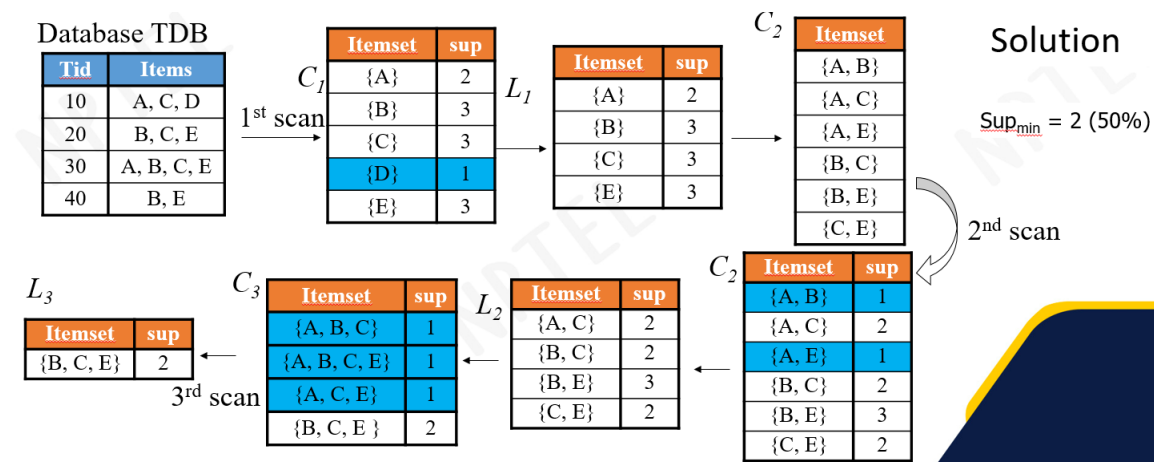 Database TDB
Tid Items
10 A, C, D
20 B, C, E
30 A, B, C, E
40 B, E
1st scan
C1
Itemset sup
{A} 2
{B} 3
{C} 3
{D} 1
{E} 3
L1
Itemset sup
{A} 2
{B} 3
{C} 3
{E} 3
C2
Itemset
{A, B}
{A, C}
{A, E}
{B, C}
{B, E}
{C, E}
Solution
Supmin = 2 (50%)
2nd scan
C2
Itemset sup
{A, B} 1
{A, C} 2
{A, E} 1
{B, C} 2
{B, E} 3
{C, E} 2
L2
Itemset sup
{A, C} 2
{B, C} 2
{B, E} 3
{C, E} 2
C3
Itemset sup
{A, B, C} 1
{A, B, C, E} 1
{A, C, E} 1
{B, C, E } 2
3rd scan
L3
Itemset sup
{B, C, E} 2
NPTEL
NPTEL
NPTEL